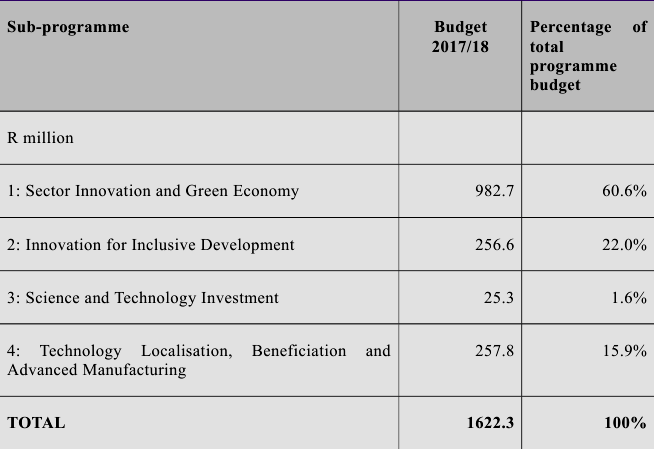 Sub-programme Budget 2017/18 Percentage of total programme budget
R million
1: Sector Innovation and Green Economy 982.7 60.6%
2: Innovation for Inclusive Development 256.6 22.0%
3: Science and Technology Investment 25.3 1.6%
4: Technology Localisation, Beneficiation and Advanced Manufacturing 257.8 15.9%
TOTAL 1622.3 100%